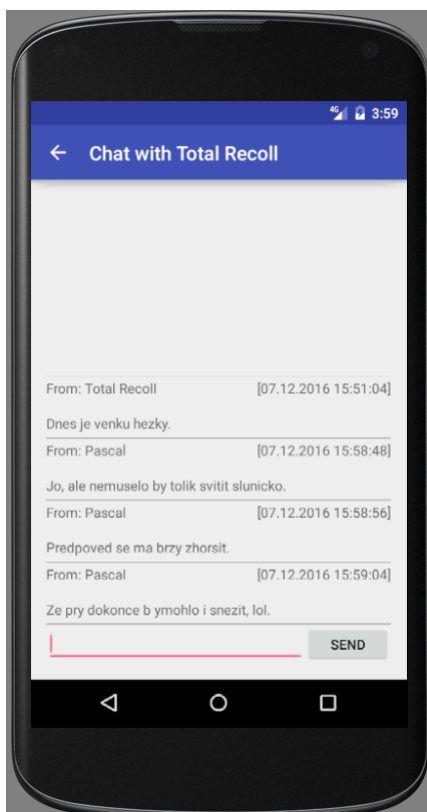 4G 3:59
Chat with Total Recoll
From: Total Recoll [07.12.2016 15:51:04]
Dnes je venku hezky.
From: Pascal [07.12.2016 15:58:48]
Jo, ale nemuselo by tolik svitit slunicko.
From: Pascal [07.12.2016 15:58:56]
Predpoved se ma brzy zhorsit.
From: Pascal [07.12.2016 15:59:04]
Ze pry dokonce b ymohlo i snezit, lol.
SEND